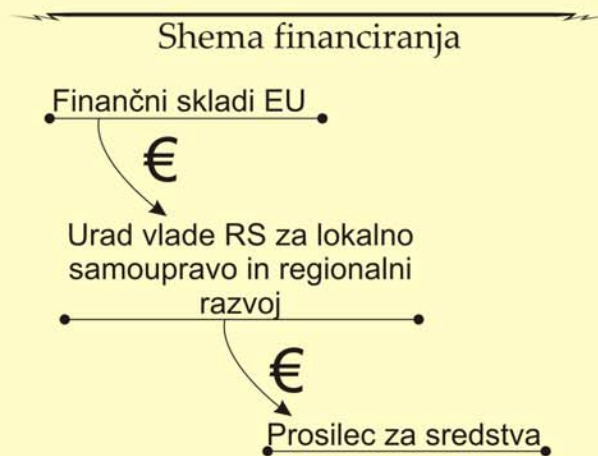 Shema financiranja
Finančni skladi EU
€
Urad vlade RS za lokalno
samoupravo in regionalni
razvoj
€
Prosilec za sredstva